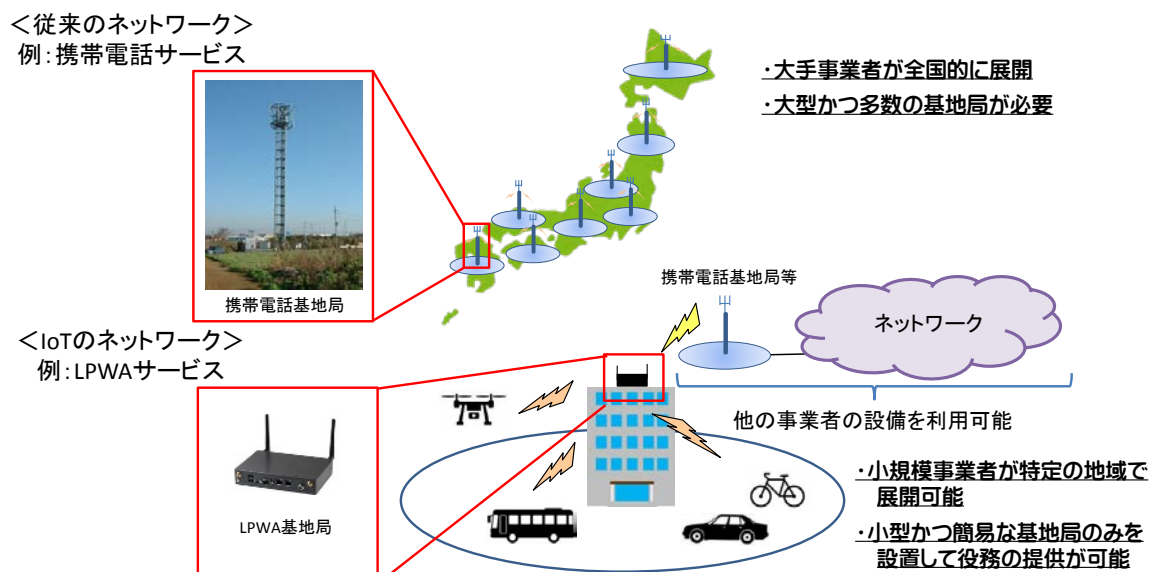 ＜従来のネットワーク＞
例：携帯電話サービス
・大手事業者が全国的に展開
・大型かつ多数の基地局が必要
携帯電話基地局
携帯電話基地局等
ネットワーク
＜IoTのネットワーク＞
例：LPWAサービス
他の事業者の設備を利用可能
LPWA基地局
・小規模事業者が特定の地域で
展開可能
・小型かつ簡易な基地局のみを
設置して役務の提供が可能